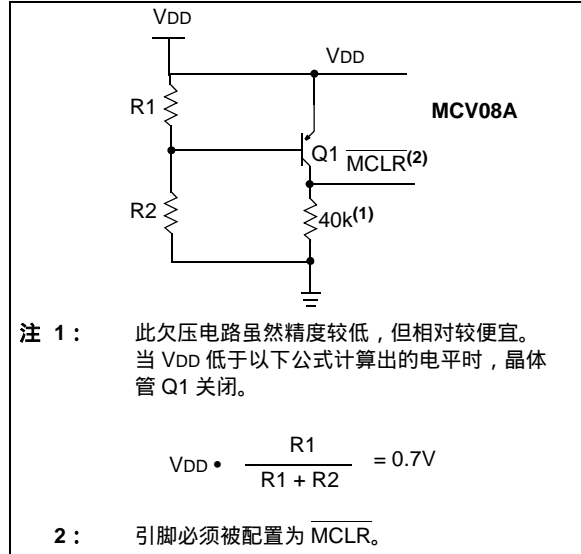 VDD
VDD
R1
MCV08A
Q1 MCLR(2)
R2
40k(1)
注 1： 此欠压电路虽然精度较低，但相对较便宜。
当 VDD 低于以下公式计算出的电平时，晶体
管 Q1 关闭。
VDD • R1 / R1 + R2 = 0.7V
2： 引脚必须被配置为 MCLR。